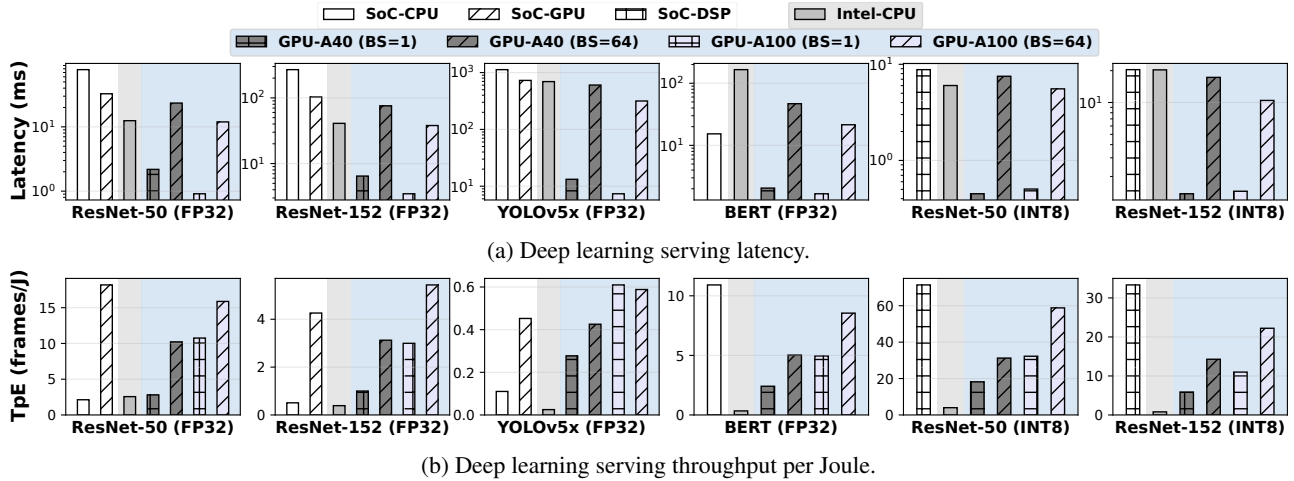 SoC-CPU SoC-GPU SoC-DSP Intel-CPU
GPU-A40 (BS=1) GPU-A40 (BS=64) GPU-A100 (BS=1) GPU-A100 (BS=64)
Latency (ms)
10¹
10⁰
ResNet-50 (FP32)
10²
10¹
ResNet-152 (FP32)
10³
10²
10¹
YOLOv5x (FP32)
10²
10¹
BERT (FP32)
10¹
10⁰
ResNet-50 (INT8)
10¹
ResNet-152 (INT8)
(a) Deep learning serving latency.
TpE (frames/J)
15
10
5
0
ResNet-50 (FP32)
4
2
0
ResNet-152 (FP32)
0.6
0.4
0.2
0.0
YOLOv5x (FP32)
10
5
0
BERT (FP32)
60
40
20
0
ResNet-50 (INT8)
30
20
10
0
ResNet-152 (INT8)
(b) Deep learning serving throughput per Joule.